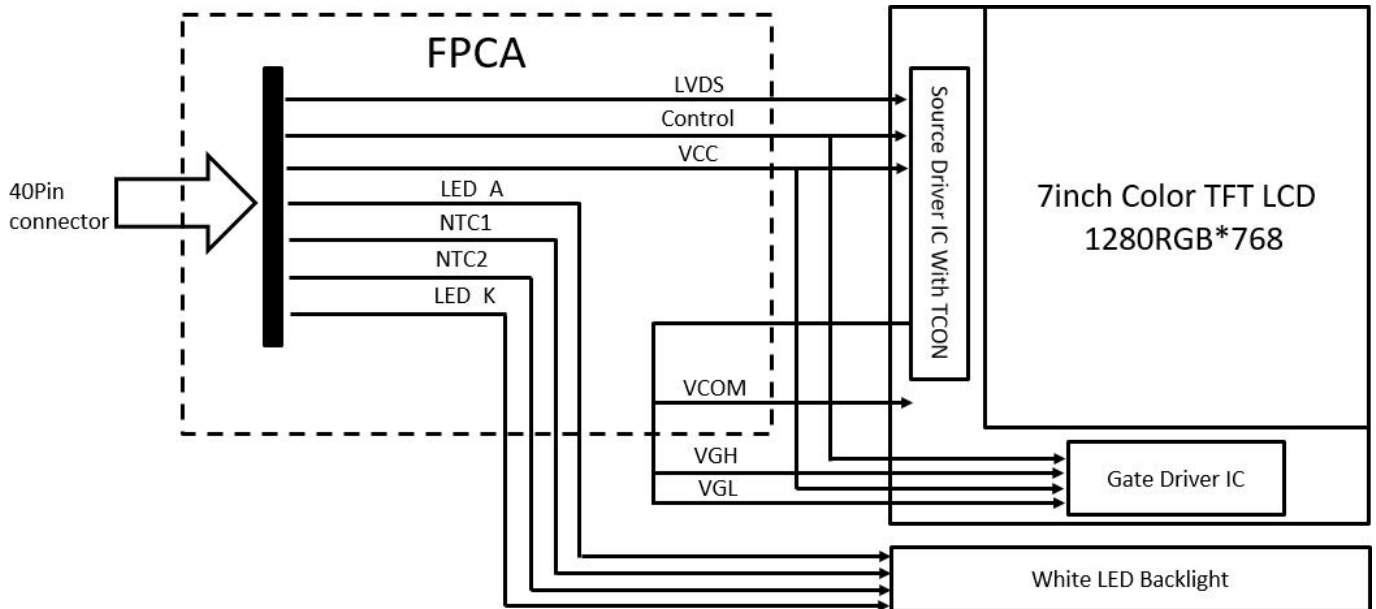 FPCA
LVDS
Control
VCC
LED A
NTC1
NTC2
LED K
40Pin
connector
Source Driver IC With TCON
7inch Color TFT LCD
1280RGB*768
VCOM
VGH
VGL
Gate Driver IC
White LED Backlight